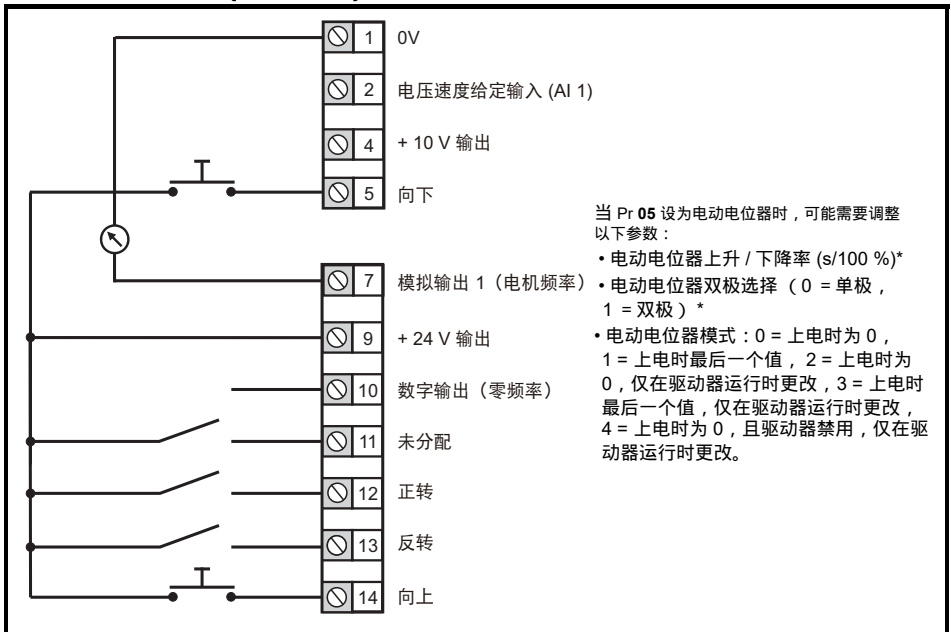 1 0V
2 电压速度给定输入 (AI 1)
4 + 10 V 输出
5 向下
7 模拟输出 1（电机频率）
9 + 24 V 输出
10 数字输出（零频率）
11 未分配
12 正转
13 反转
14 向上
当 Pr 05 设为电动电位器时，可能需要调整
以下参数：
• 电动电位器上升 / 下降率 (s/100 %)*
• 电动电位器双极选择 （0 = 单极，
1 = 双极）*
• 电动电位器模式：0 = 上电时为 0，
1 = 上电时最后一个值， 2 = 上电时为
0，仅在驱动器运行时更改，3 = 上电时
最后一个值，仅在驱动器运行时更改，
4 = 上电时为 0，且驱动器禁用，仅在驱
动器运行时更改。